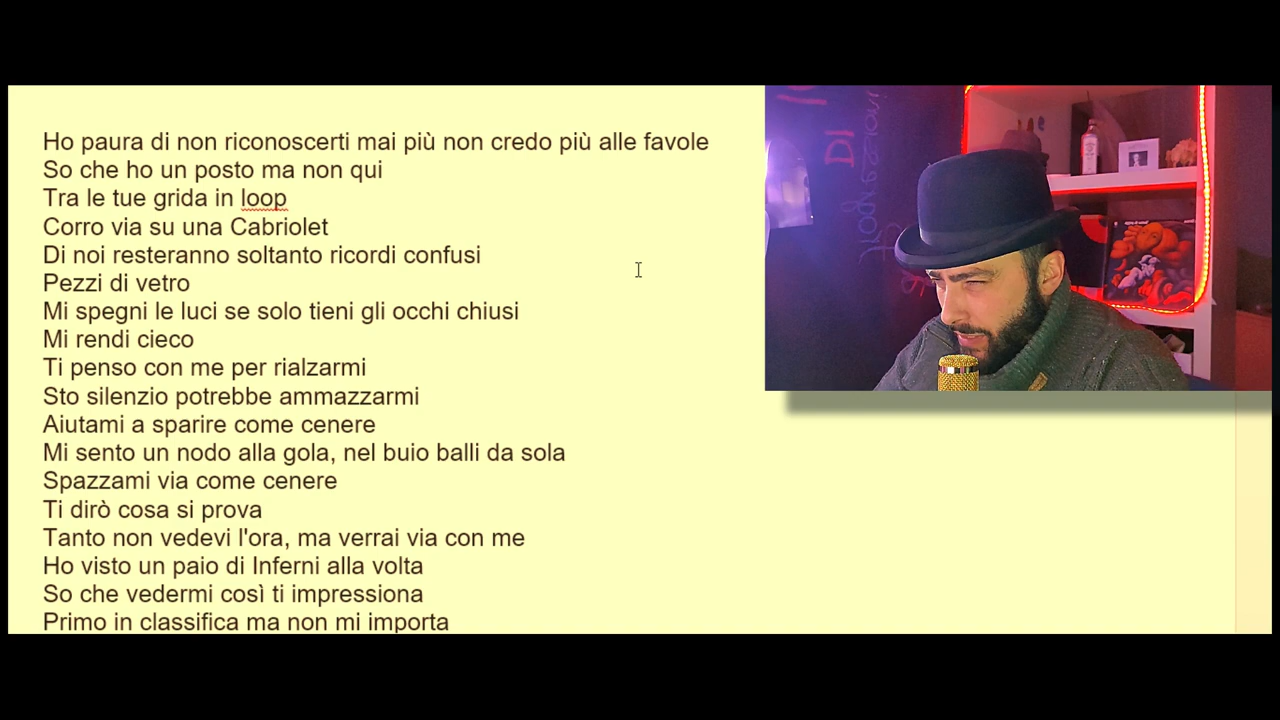 Ho paura di non riconoscerti mai più non credo più alle favole
So che ho un posto ma non qui
Tra le tue grida in loop
Corro via su una Cabriolet
Di noi resteranno soltanto ricordi confusi
Pezzi di vetro
Mi spegni le luci se solo tieni gli occhi chiusi
Mi rendi cieco
Ti penso con me per rialzarmi
Sto silenzio potrebbe ammazzarmi
Aiutami a sparire come cenere
Mi sento un nodo alla gola, nel buio balli da sola
Spazzami via come cenere
Ti dirò cosa si prova
Tanto non vedevi l'ora, ma verrai via con me
Ho visto un paio di Inferni alla volta
So che vedermi così ti impressiona
Primo in classifica ma non mi importa
DI